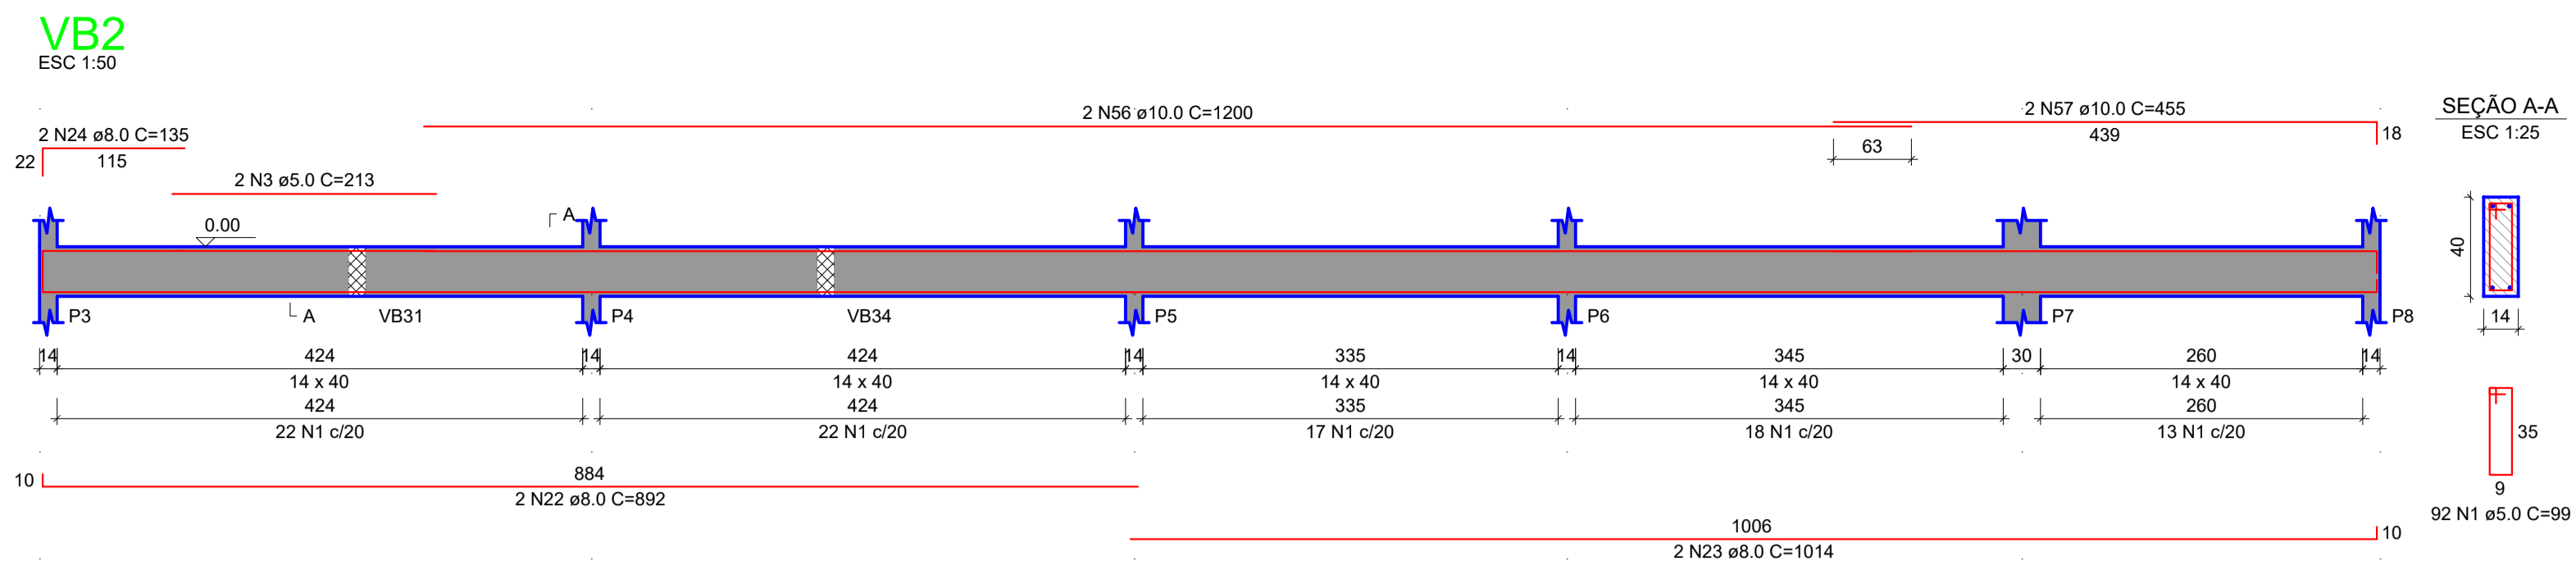 VB2
ESC 1:50
2 N56 ø10.0 C=1200
2 N57 ø10.0 C=455
439
18
63
2 N24 ø8.0 C=135
22
115
2 N3 ø5.0 C=213
0.00
A
A
P3
VB31
P4
VB34
P5
P6
P7
P8
14 424 14 424 14 335 14 345 30 260 14
14 x 40 14 x 40 14 x 40 14 x 40 14 x 40
424 424 335 345 260
22 N1 c/20 22 N1 c/20 17 N1 c/20 18 N1 c/20 13 N1 c/20
884
10
2 N22 ø8.0 C=892
1006
10
2 N23 ø8.0 C=1014
SEÇÃO A-A
ESC 1:25
40
14
35
9
92 N1 ø5.0 C=99